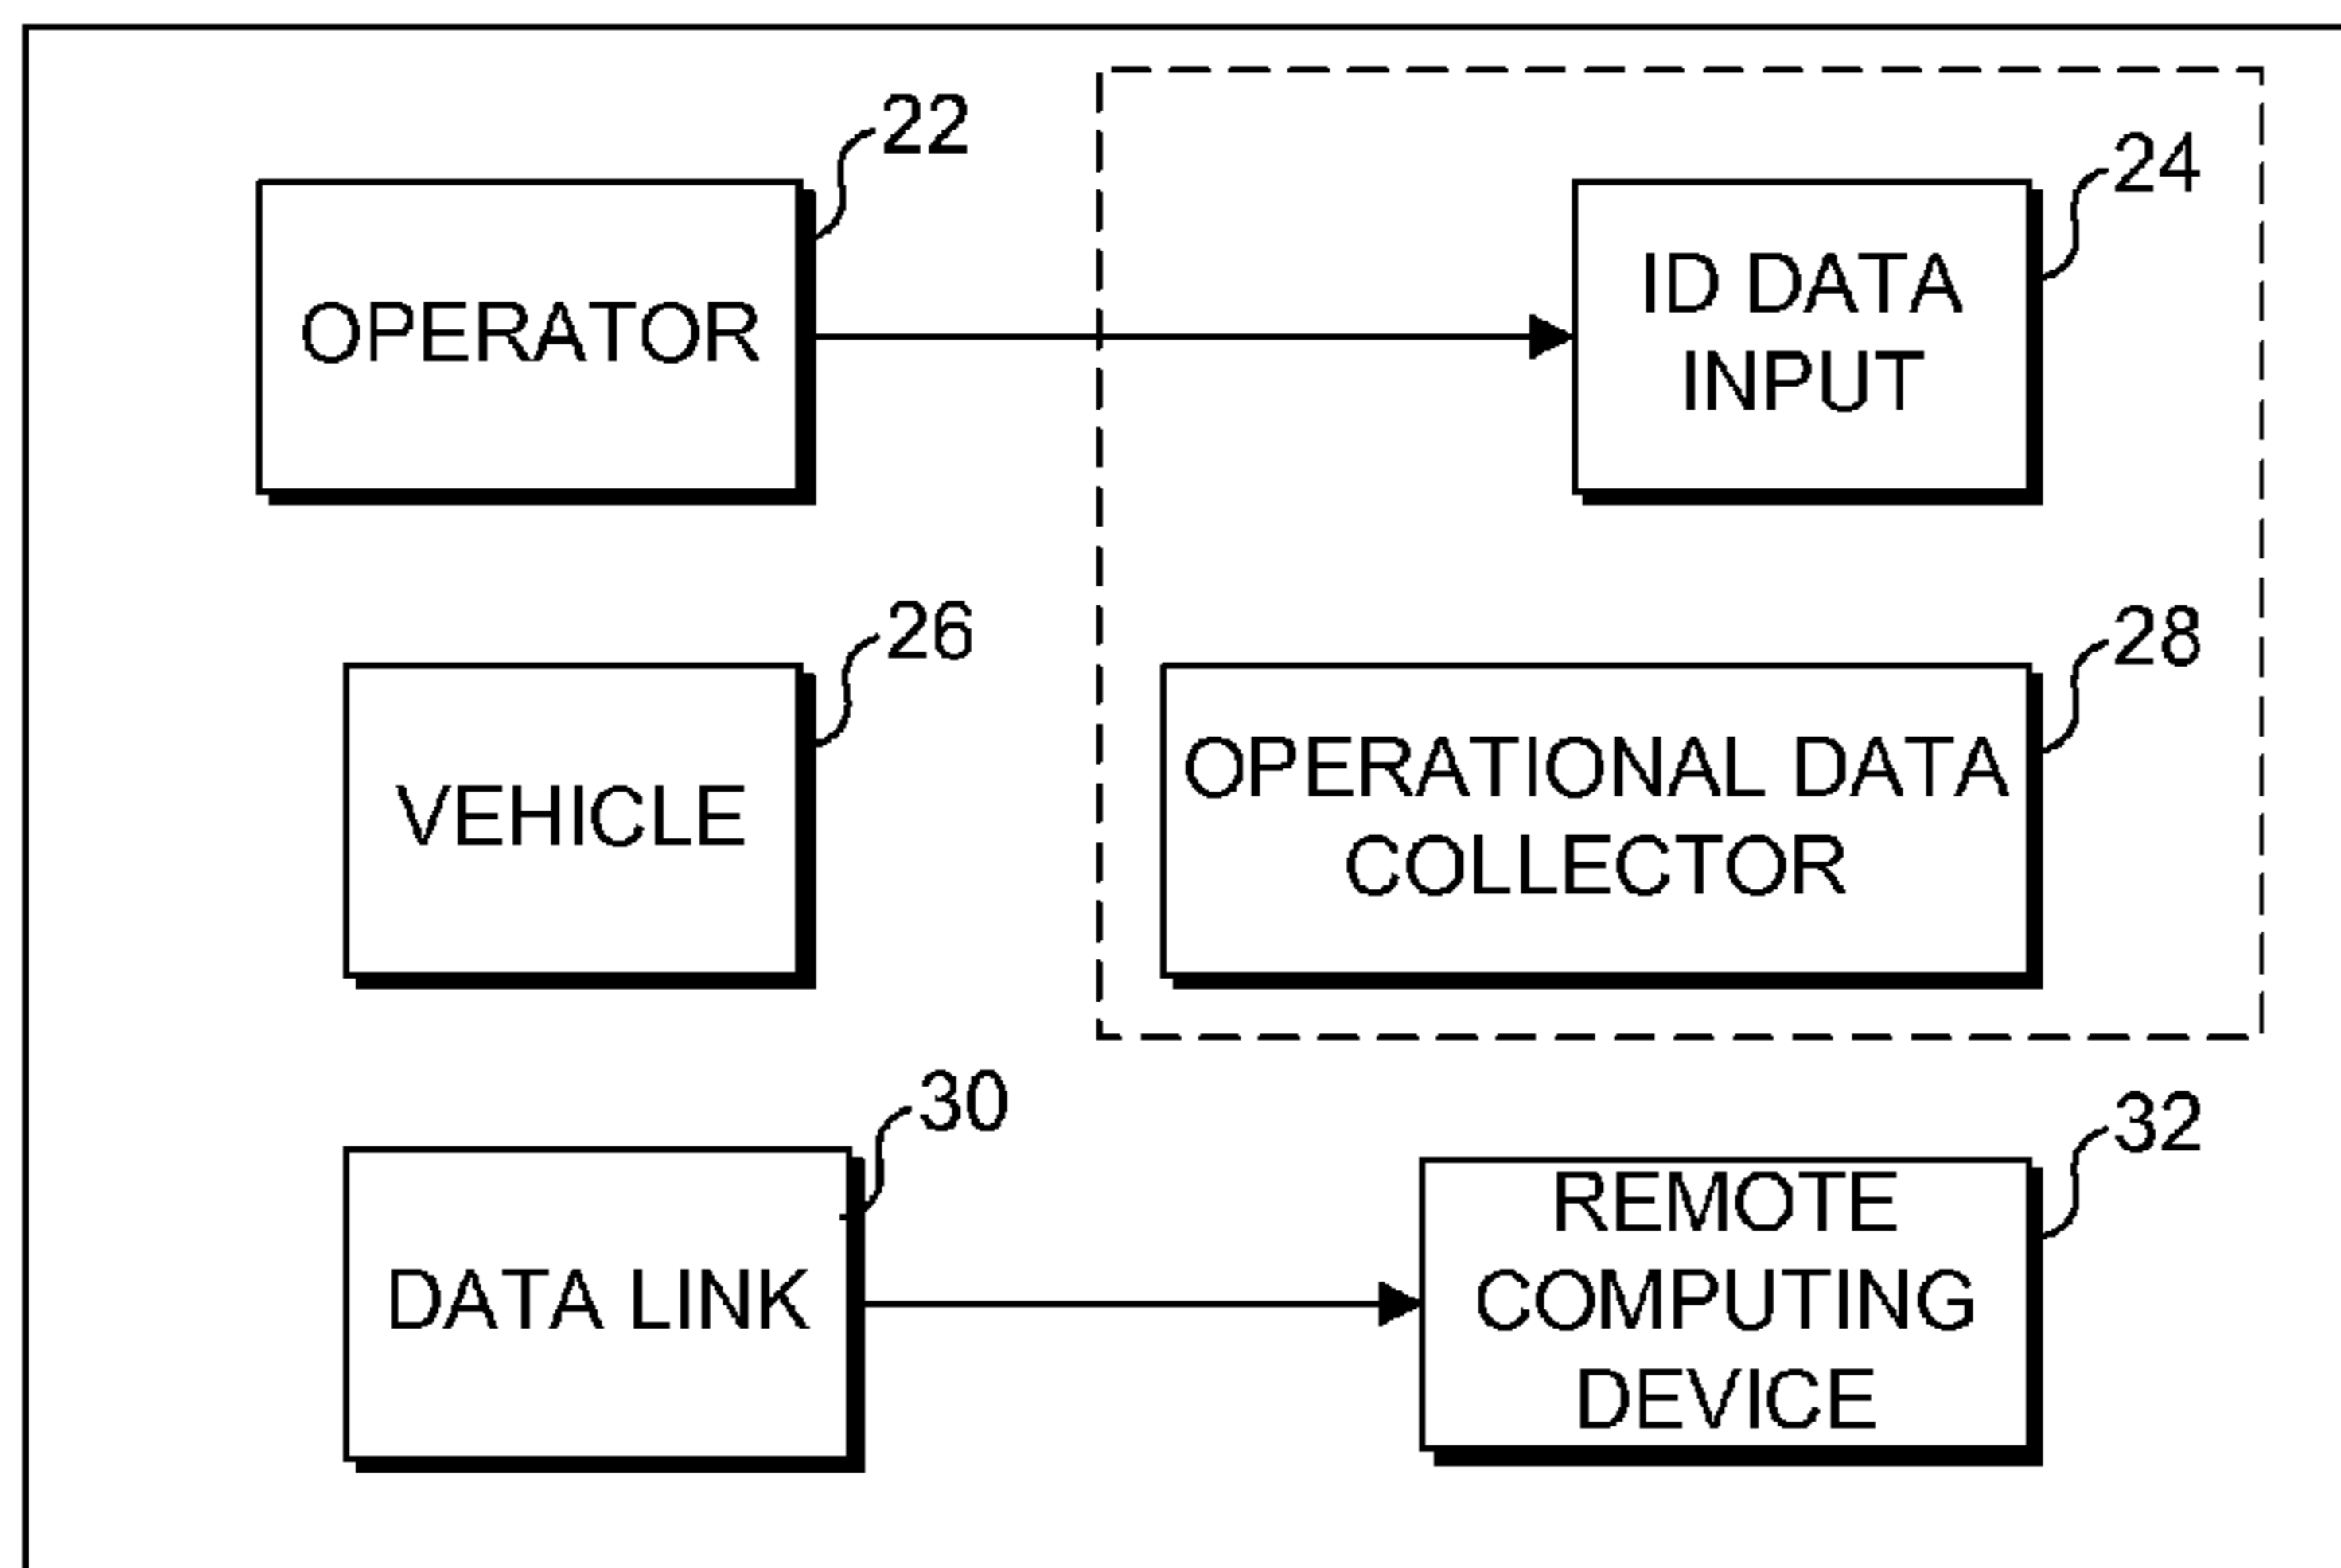 22
24
OPERATOR
ID DATA
INPUT
26
28
VEHICLE
OPERATIONAL DATA
COLLECTOR
30
32
DATA LINK
REMOTE
COMPUTING
DEVICE